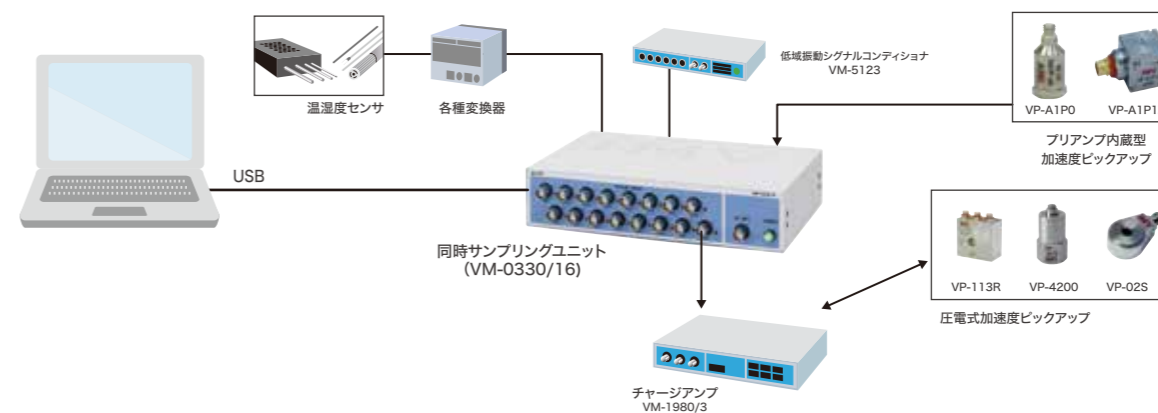 低域振動シグナルコンディショナ
VM-5123
温湿度センサ
各種変換器
VP-A1P0
VP-A1P1
プリアンプ内蔵型
加速度ピックアップ
USB
同時サンプリングユニット
(VM-0330/16)
VP-113R
VP-4200
VP-02S
圧電式加速度ピックアップ
チャージアンプ
VM-1980/3